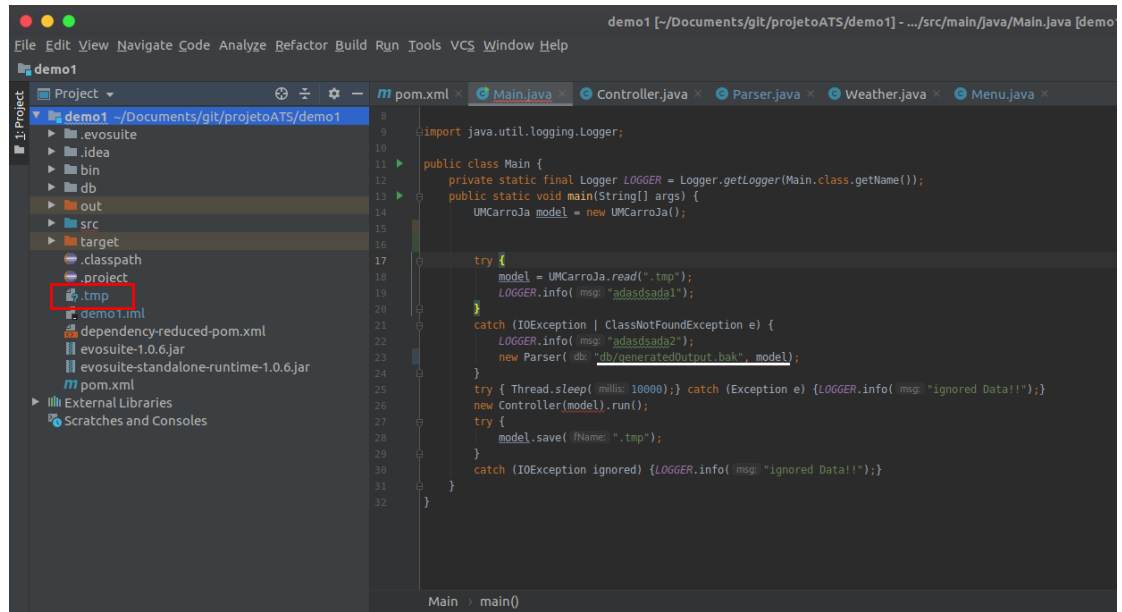 demo1 [~/Documents/git/projetoATS/demo1] - .../src/main/java/Main.java [demo
File Edit View Navigate Code Analyze Refactor Build Run Tools VCS Window Help
demo1
1: Project
Project
pom.xml Main.java Controller.java Parser.java Weather.java Menu.java
demo1 ~/Documents/git/projetoATS/demo1
.evosuite
.idea
bin
db
out
src
target
.classpath
.project
.tmp
demo1.iml
dependency-reduced-pom.xml
evosuite-1.0.6.jar
evosuite-standalone-runtime-1.0.6.jar
pom.xml
External Libraries
Scratches and Consoles
8
9 import java.util.logging.Logger;
10
11 public class Main {
12 private static final Logger LOGGER = Logger.getLogger(Main.class.getName());
13 public static void main(String[] args) {
14 UMCarroJa model = new UMCarroJa();
15
16
17 try {
18 model = UMCarroJa.read(".tmp");
19 LOGGER.info( msg: "adasdsada1");
20 }
21 catch (IOException | ClassNotFoundException e) {
22 LOGGER.info( msg: "adasdsada2");
23 new Parser( db: "db/generatedOutput.bak", model);
24 }
25 try { Thread.sleep( millis: 10000);} catch (Exception e) {LOGGER.info( msg: "ignored Data!!");}
26 new Controller(model).run();
27 try {
28 model.save( fName: ".tmp");
29 }
30 catch (IOException ignored) {LOGGER.info( msg: "ignored Data!!");}
31 }
32 }
Main › main()